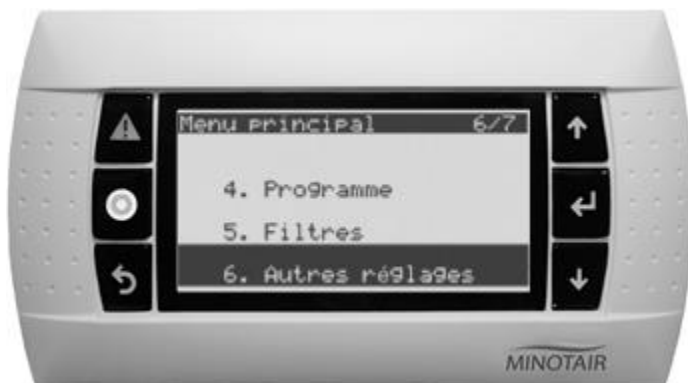 Menu principal 6/7
4. Programme
5. Filtres
6. Autres réglages
MINOTAIR